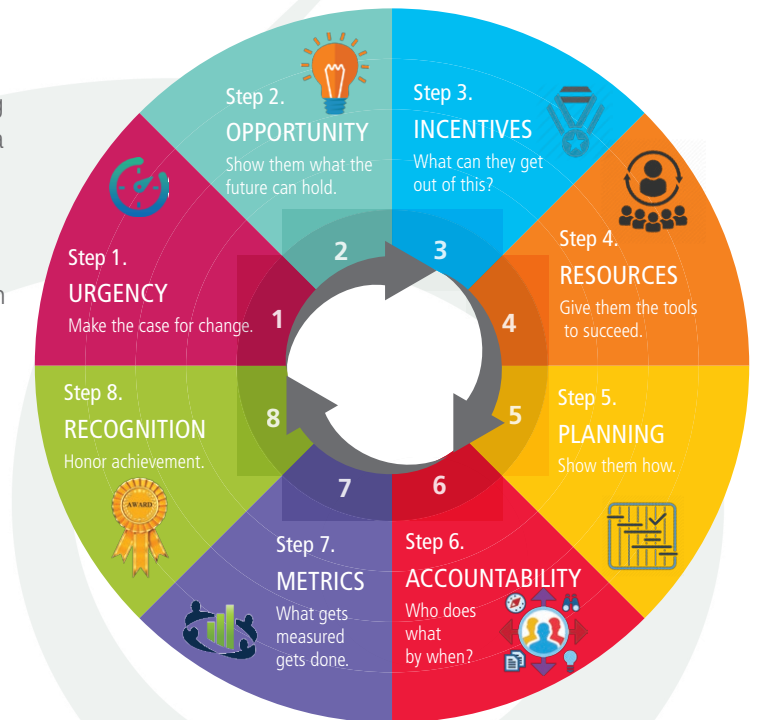 Step 1.
URGENCY
Make the case for change.
1
Step 2.
OPPORTUNITY
Show them what the
future can hold.
2
Step 3.
INCENTIVES
What can they get
out of this?
3
Step 4.
RESOURCES
Give them the tools
to succeed.
4
Step 5.
PLANNING
Show them how.
5
Step 6.
ACCOUNTABILITY
Who does
what
by when?
6
Step 7.
METRICS
What gets
measured
gets done.
7
Step 8.
RECOGNITION
Honor achievement.
8
AWARD